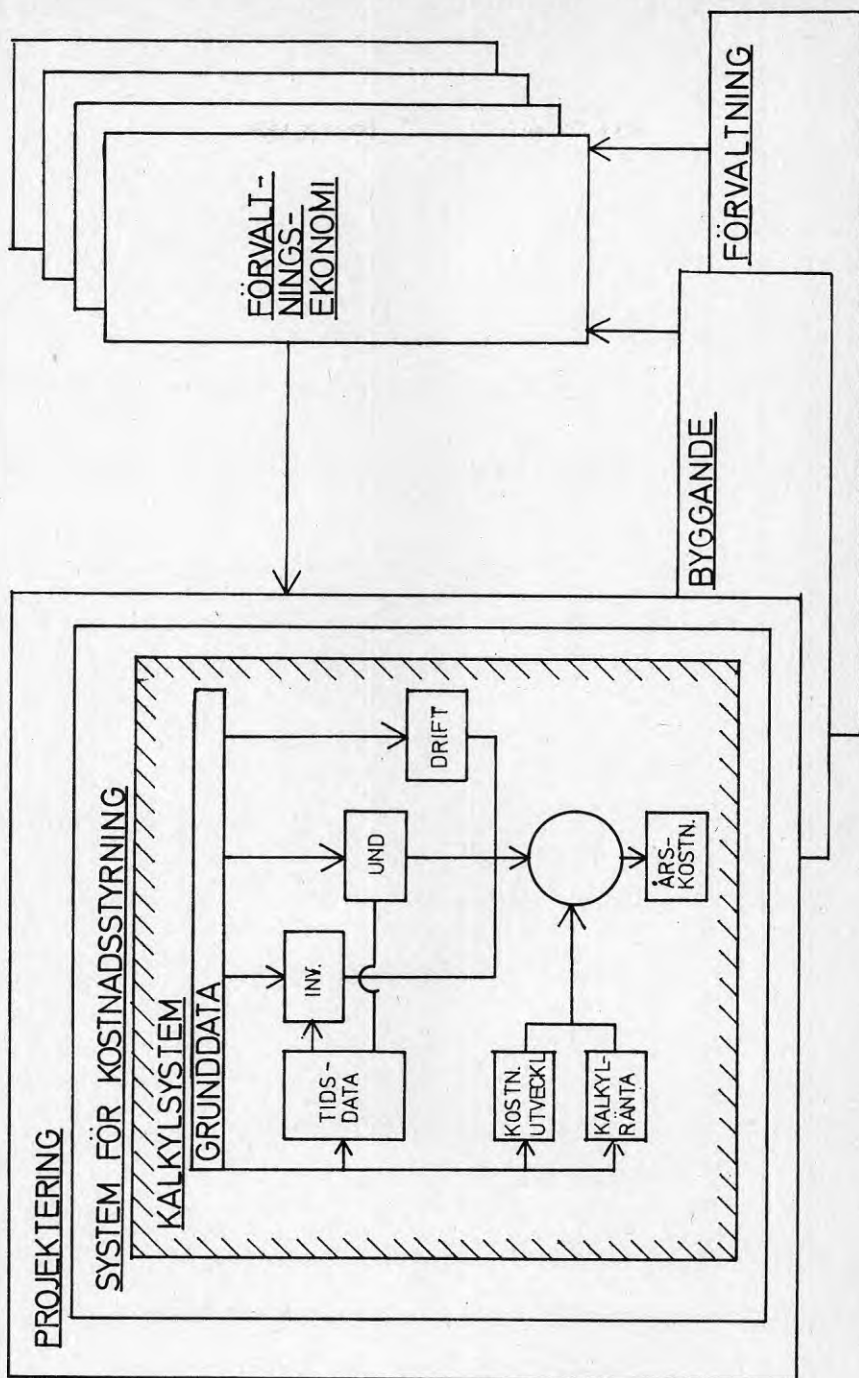 PROJEKTERING
SYSTEM FÖR KOSTNADSSTYRNING
KALKYLSYSTEM
GRUNDDATA
TIDS-
DATA
INV.
UND
DRIFT
KOSTN.
UTVECKL
KALKYL-
RÄNTA
ÅRS-
KOSTN.
FÖRVALT-
NINGS-
EKONOMI
BYGGANDE
FÖRVALTNING